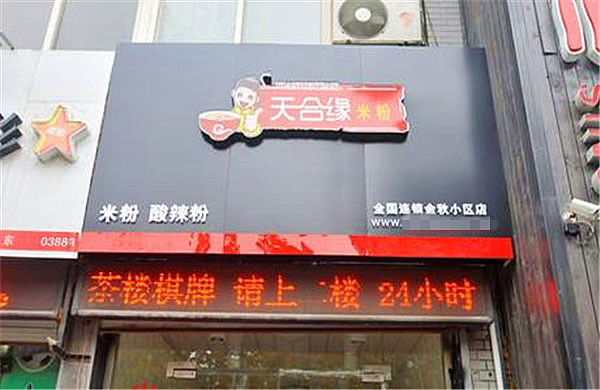 天合缘 米粉
米粉 酸辣粉
全国连锁金秋小区店
www.
茶楼棋牌 请上二楼 24小时
东 03883